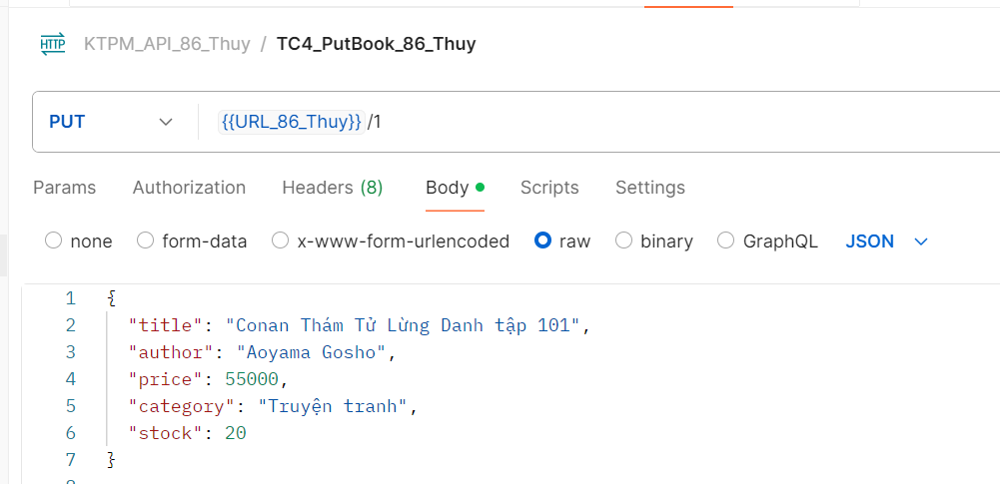 HTTP KTPM_API_86_Thuy / TC4_PutBook_86_Thuy
PUT {{URL_86_Thuy}} /1
Params Authorization Headers (8) Body Scripts Settings
none form-data x-www-form-urlencoded raw binary GraphQL JSON
1 {
2 "title": "Conan Thám Tử Lừng Danh tập 101",
3 "author": "Aoyama Gosho",
4 "price": 55000,
5 "category": "Truyện tranh",
6 "stock": 20
7 }